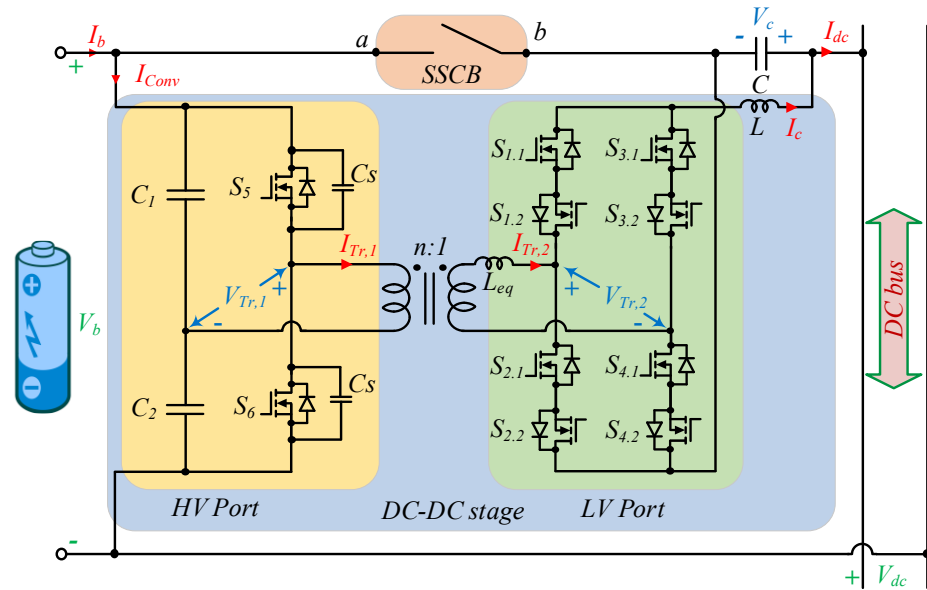 I_b
+
a
b
SSCB
- V_c +
I_dc
C
I_Conv
L
I_c
S_1.1
S_3.1
C_1
S_5
Cs
S_1.2
S_3.2
I_Tr,1
n:1
I_Tr,2
L_eq
V_Tr,1
+
-
+
V_Tr,2
-
V_b
DC bus
C_2
S_6
Cs
S_2.1
S_4.1
S_2.2
S_4.2
HV Port
DC-DC stage
LV Port
-
+ V_dc